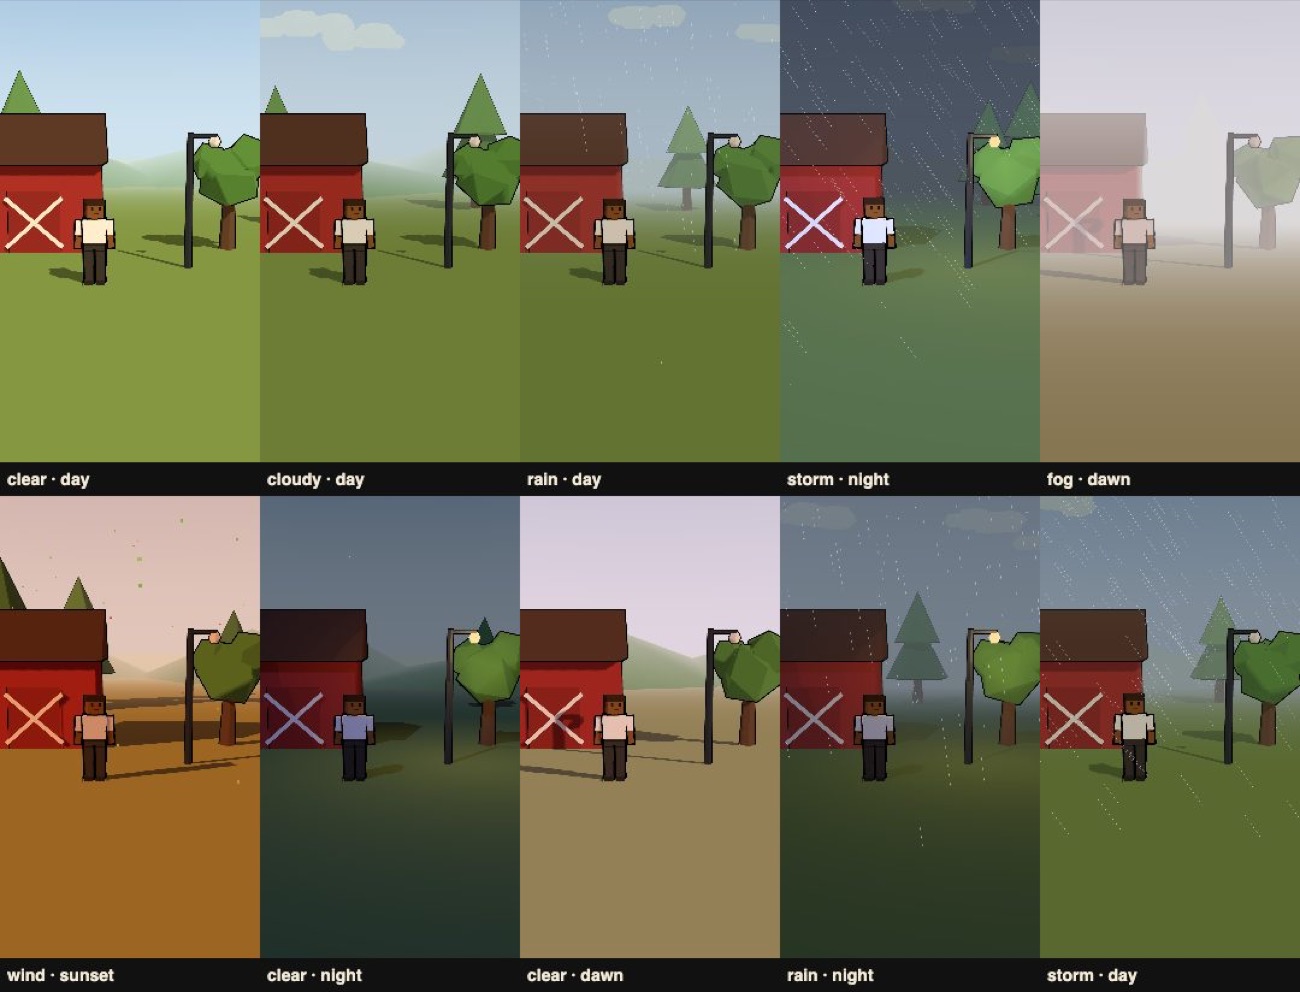 clear · day
cloudy · day
rain · day
storm · night
fog · dawn
wind · sunset
clear · night
clear · dawn
rain · night
storm · day